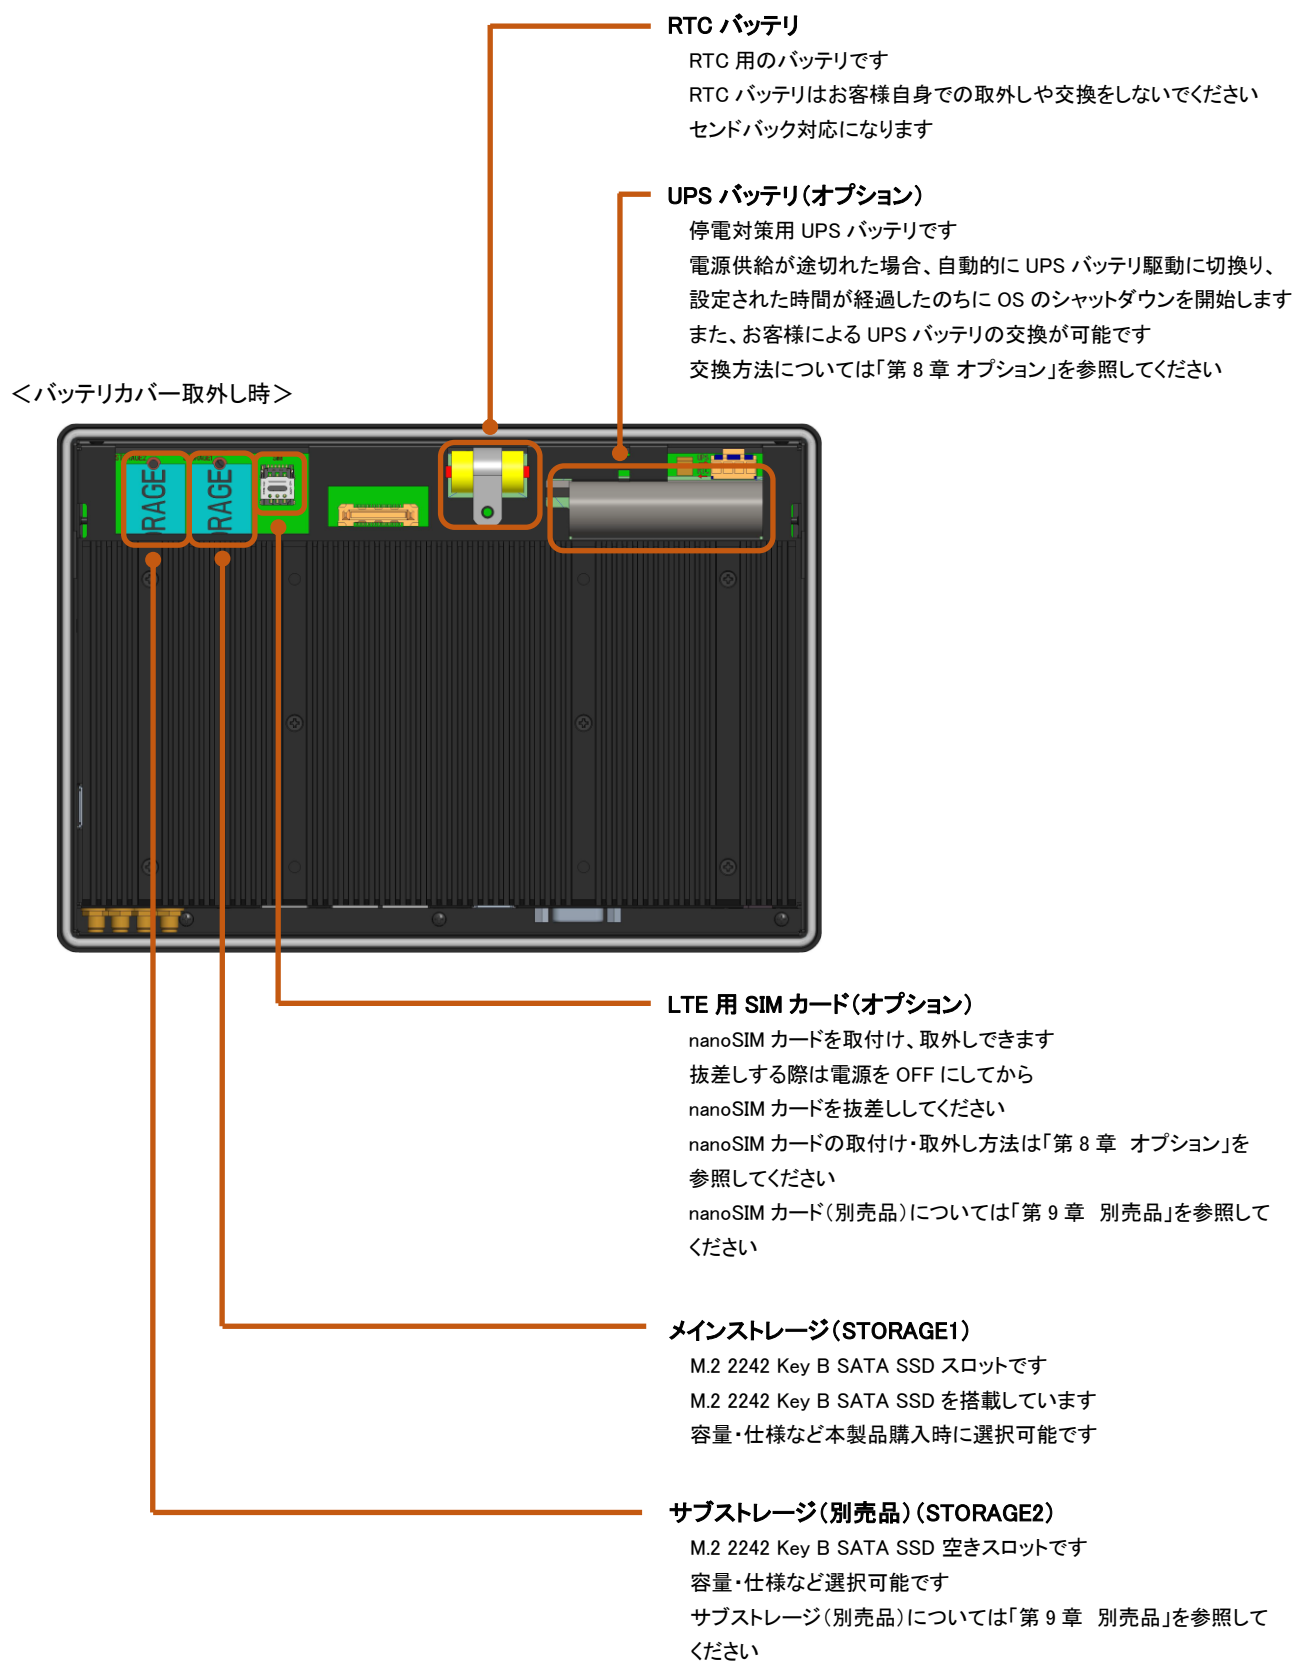 RTC バッテリ
RTC 用のバッテリです
RTC バッテリはお客様自身での取外しや交換をしないでください
センドバック対応になります
UPS バッテリ（オプション）
停電対策用 UPS バッテリです
電源供給が途切れた場合、自動的に UPS バッテリ駆動に切換り、
設定された時間が経過したのちに OS のシャットダウンを開始します
また、お客様による UPS バッテリの交換が可能です
交換方法については「第 8 章 オプション」を参照してください
＜バッテリカバー取外し時＞
RAGE
RAGE
LTE 用 SIM カード（オプション）
nanoSIM カードを取付け、取外しできます
抜差しする際は電源を OFF にしてから
nanoSIM カードを抜差ししてください
nanoSIM カードの取付け・取外し方法は「第 8 章　オプション」を
参照してください
nanoSIM カード（別売品）については「第 9 章　別売品」を参照して
ください
メインストレージ（STORAGE1）
M.2 2242 Key B SATA SSD スロットです
M.2 2242 Key B SATA SSD を搭載しています
容量・仕様など本製品購入時に選択可能です
サブストレージ（別売品）（STORAGE2）
M.2 2242 Key B SATA SSD 空きスロットです
容量・仕様など選択可能です
サブストレージ（別売品）については「第 9 章　別売品」を参照して
ください